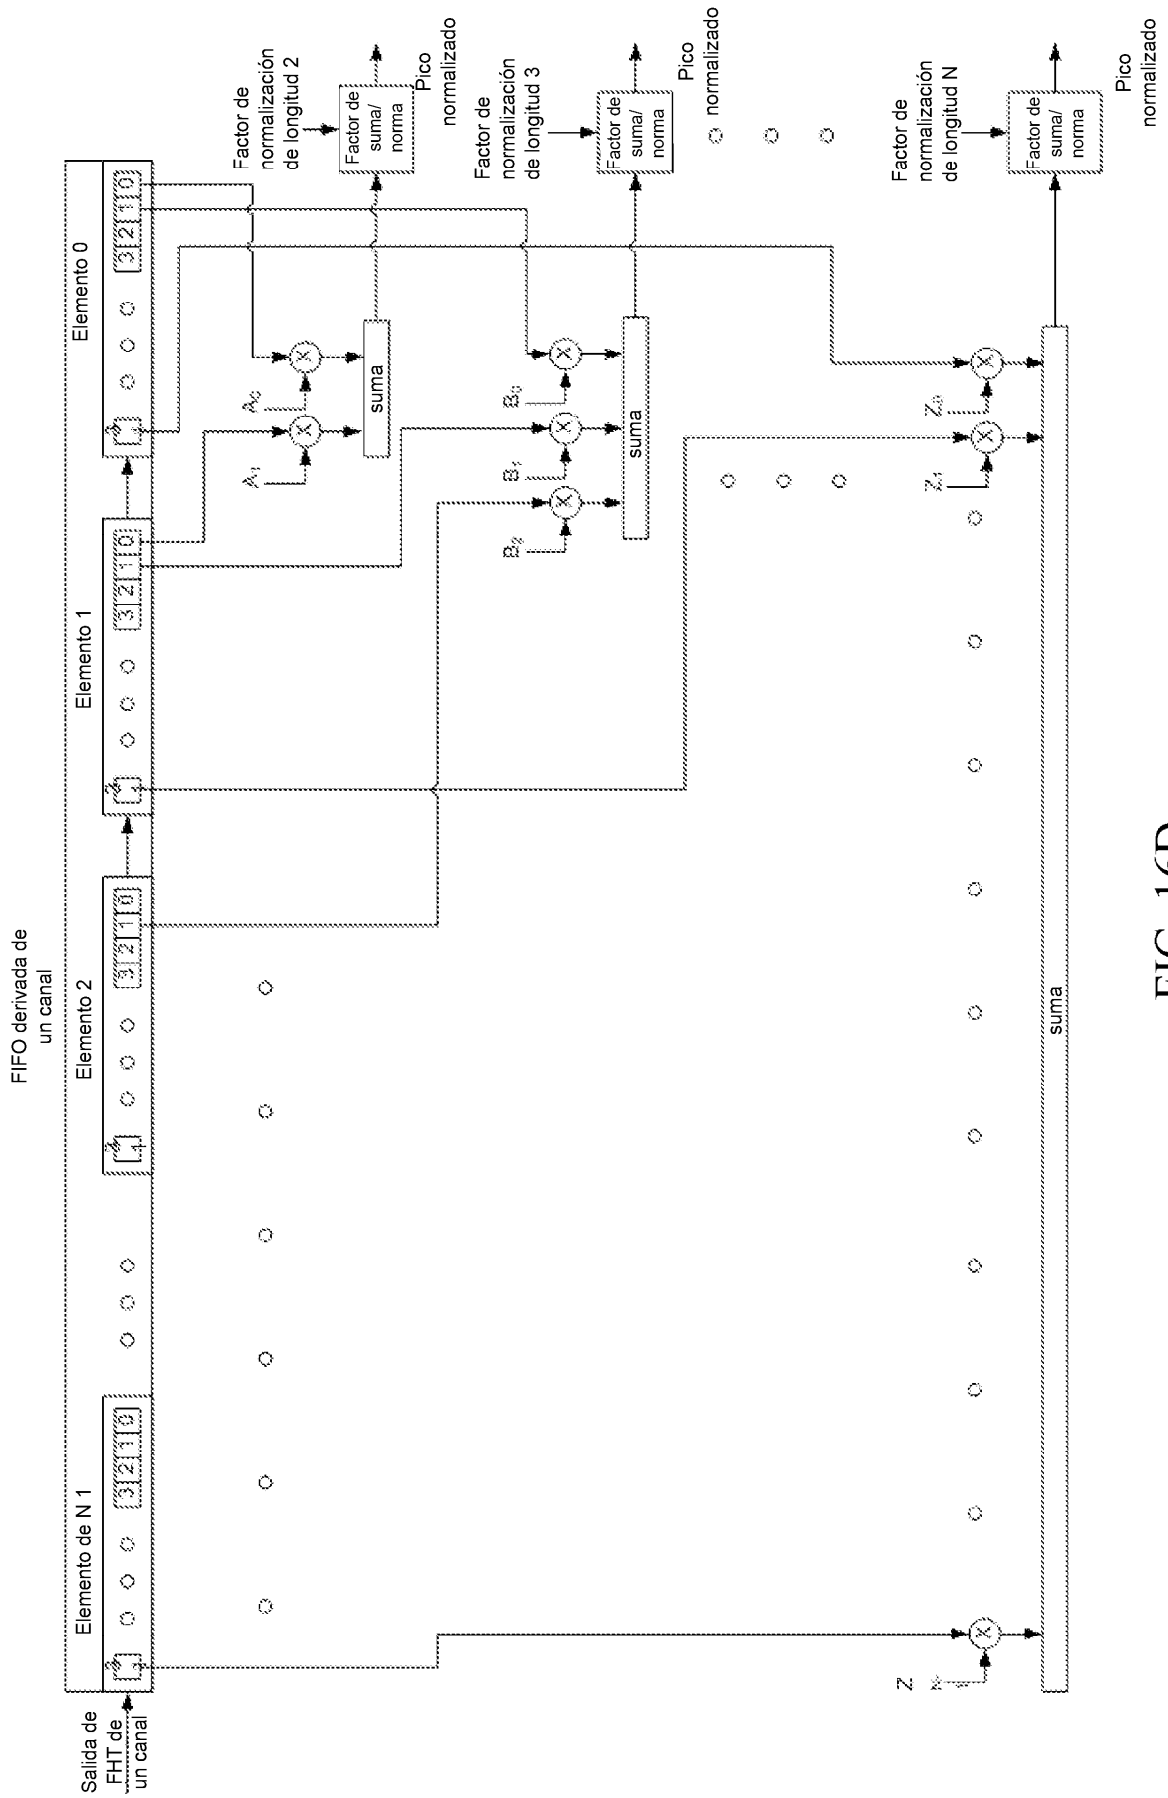 FIFO derivada de
un canal
Salida de
FHT de
un canal
Elemento de N 1
3 2 1 0
Elemento 2
3 2 1 0
Elemento 1
3 2 1 0
Elemento 0
3 2 1 0
A₁
X
A₀
X
suma
Factor de
normalización
de longitud 2
Factor de
suma/
norma
Pico
normalizado
B₂
X
B₁
X
B₀
X
suma
Factor de
normalización
de longitud 3
Factor de
suma/
norma
Pico
normalizado
Z
X
Z₁
X
Z₀
X
suma
Factor de
normalización
de longitud N
Factor de
suma/
norma
Pico
normalizado
FIG. 16D